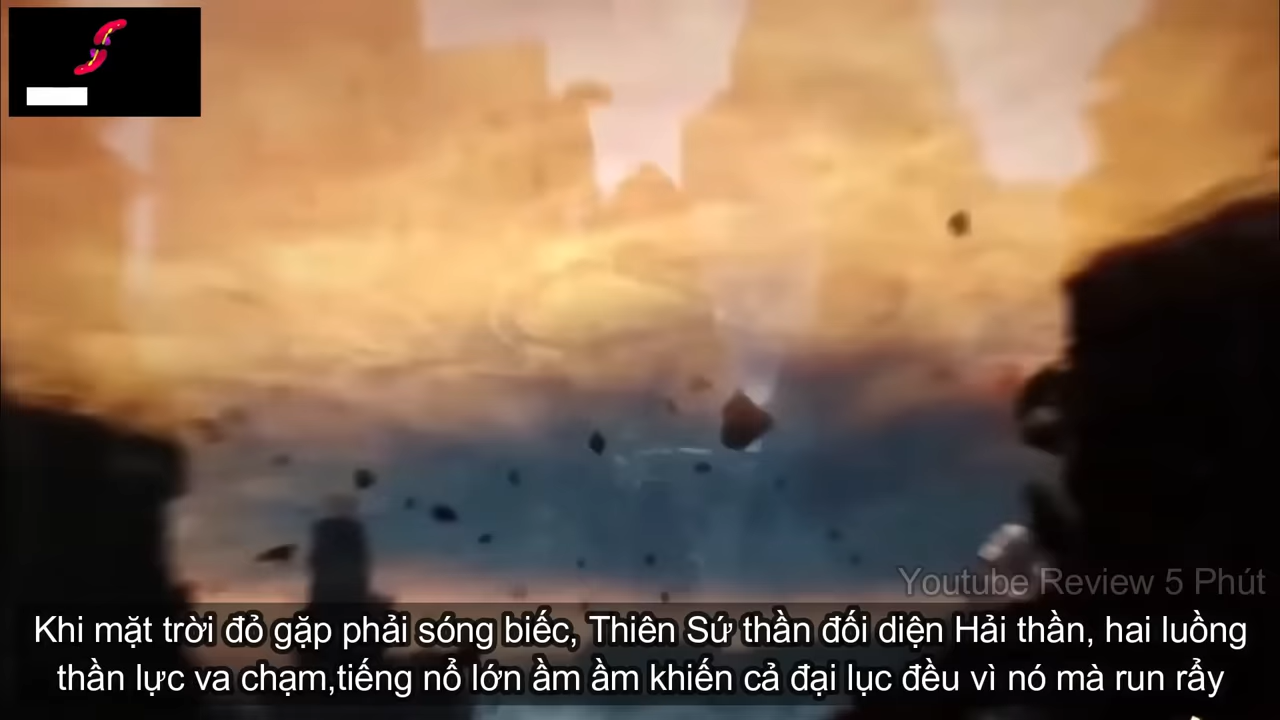 Youtube Review 5 Phút
Khi mặt trời đỏ gặp phải sóng biếc, Thiên Sứ thần đối diện Hải thần, hai luồng
thần lực va chạm,tiếng nổ lớn ầm ầm khiến cả đại lục đều vì nó mà run rẩy